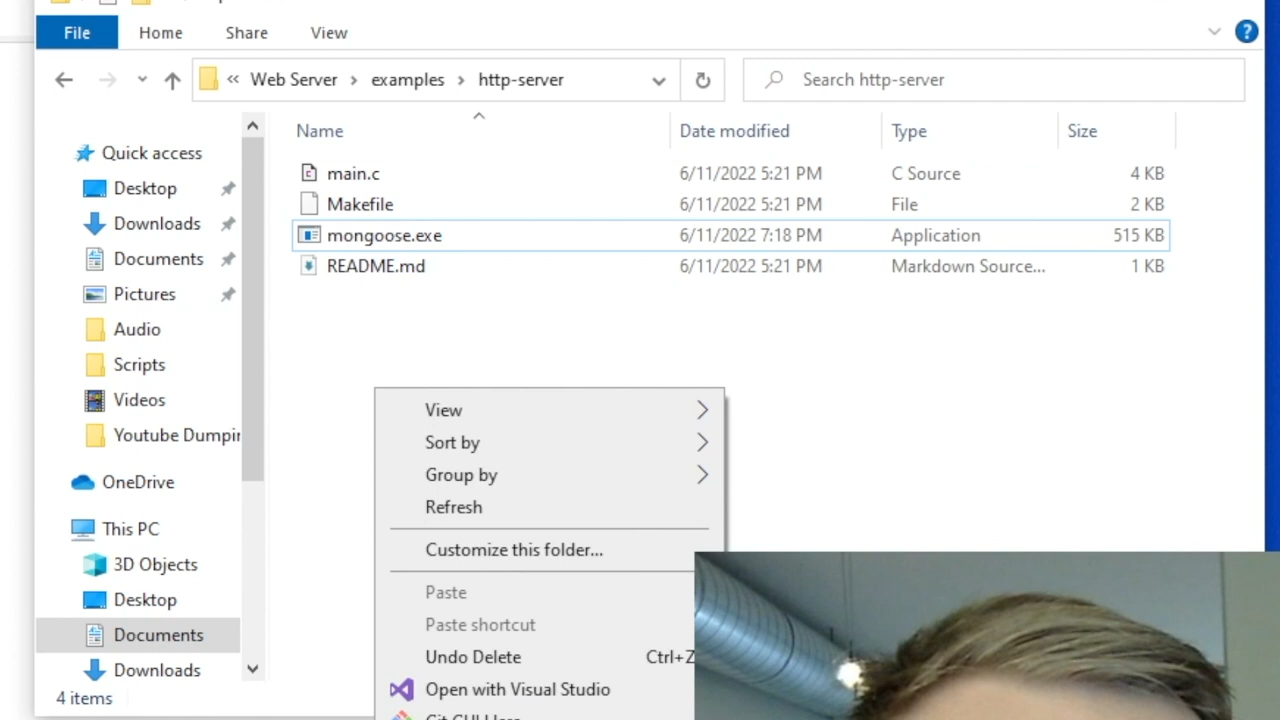 File Home Share View
« Web Server > examples > http-server
Search http-server
Name Date modified Type Size
main.c 6/11/2022 5:21 PM C Source 4 KB
Makefile 6/11/2022 5:21 PM File 2 KB
mongoose.exe 6/11/2022 7:18 PM Application 515 KB
README.md 6/11/2022 5:21 PM Markdown Source... 1 KB
Quick access
Desktop
Downloads
Documents
Pictures
Audio
Scripts
Videos
Youtube Dumpin
OneDrive
This PC
3D Objects
Desktop
Documents
Downloads
4 items
View
Sort by
Group by
Refresh
Customize this folder...
Paste
Paste shortcut
Undo Delete Ctrl+Z
Open with Visual Studio
Git GUI Here